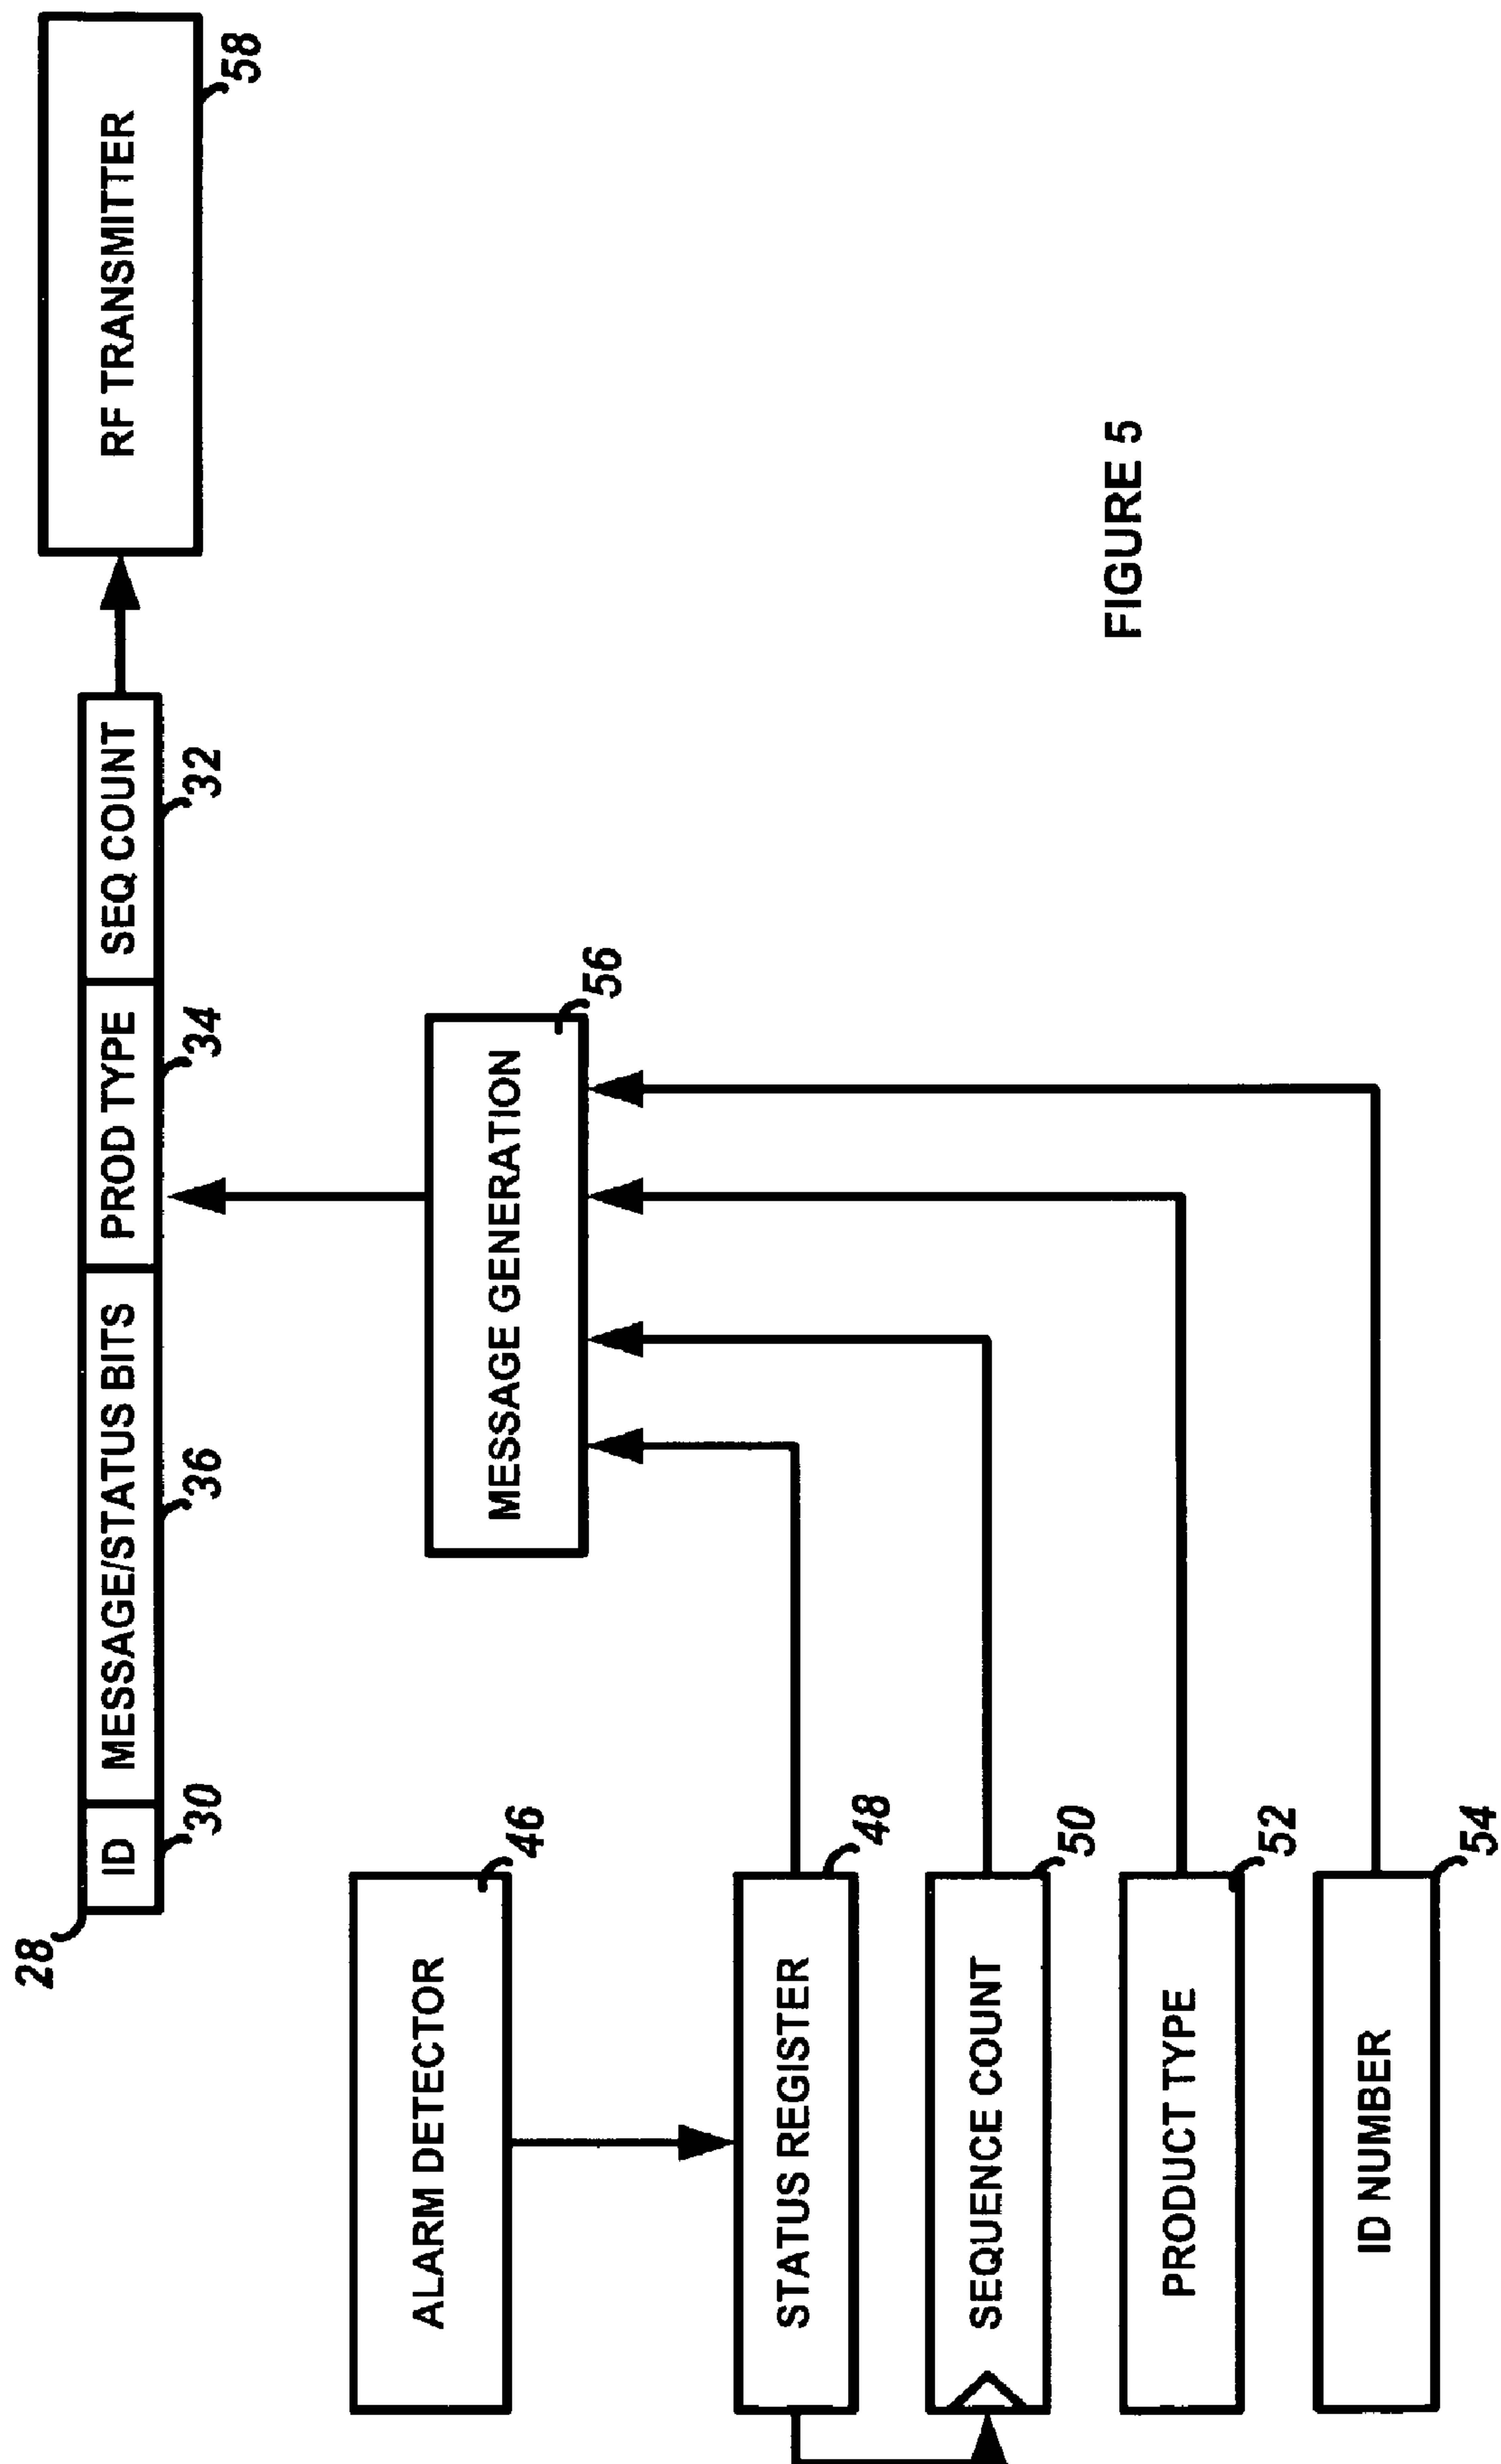 28
ID
MESSAGE/STATUS BITS
PROD TYPE
SEQ COUNT
RF TRANSMITTER
30
36
34
32
58
ALARM DETECTOR
46
MESSAGE GENERATION
56
STATUS REGISTER
48
SEQUENCE COUNT
50
PRODUCT TYPE
52
ID NUMBER
54
FIGURE 5